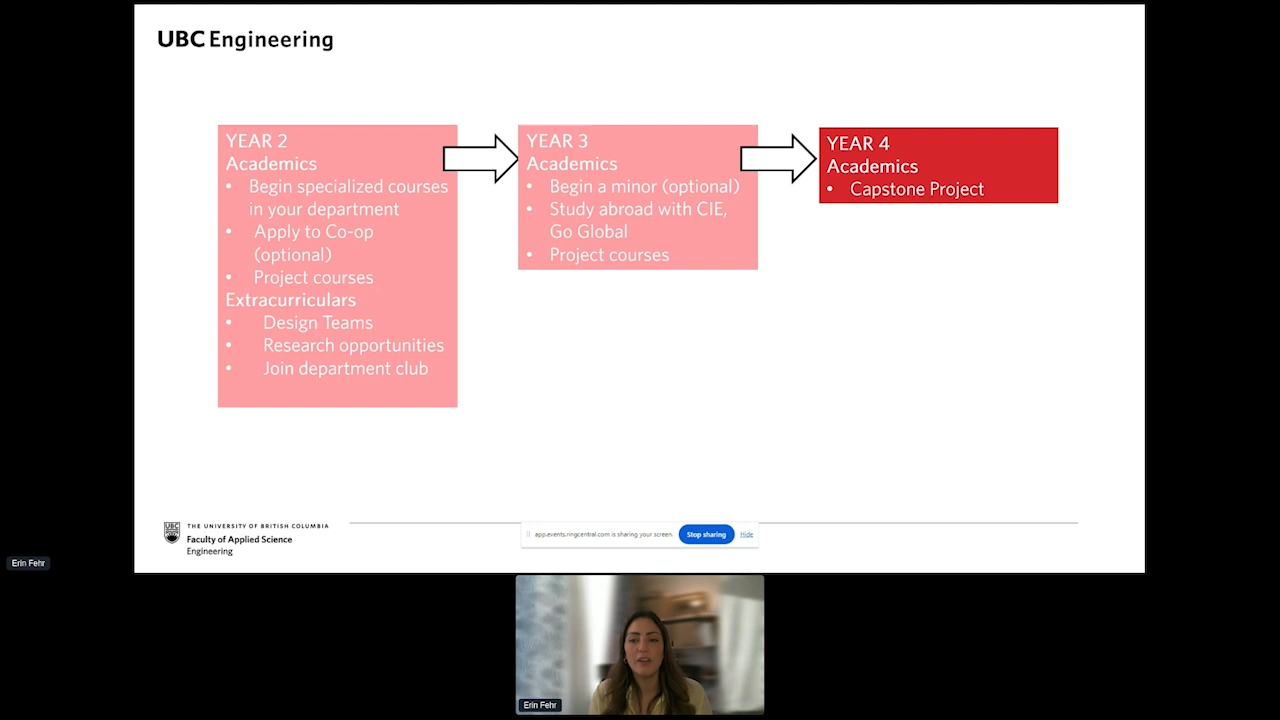 UBC Engineering
YEAR 2
Academics
• Begin specialized courses
in your department
• Apply to Co-op
(optional)
• Project courses
Extracurriculars
• Design Teams
• Research opportunities
• Join department club
YEAR 3
Academics
• Begin a minor (optional)
• Study abroad with CIE,
Go Global
• Project courses
YEAR 4
Academics
• Capstone Project
UBC
THE UNIVERSITY OF BRITISH COLUMBIA
Faculty of Applied Science
Engineering
app.events.ringcentral.com is sharing your screen.
Stop sharing
Hide
Erin Fehr
Erin Fehr